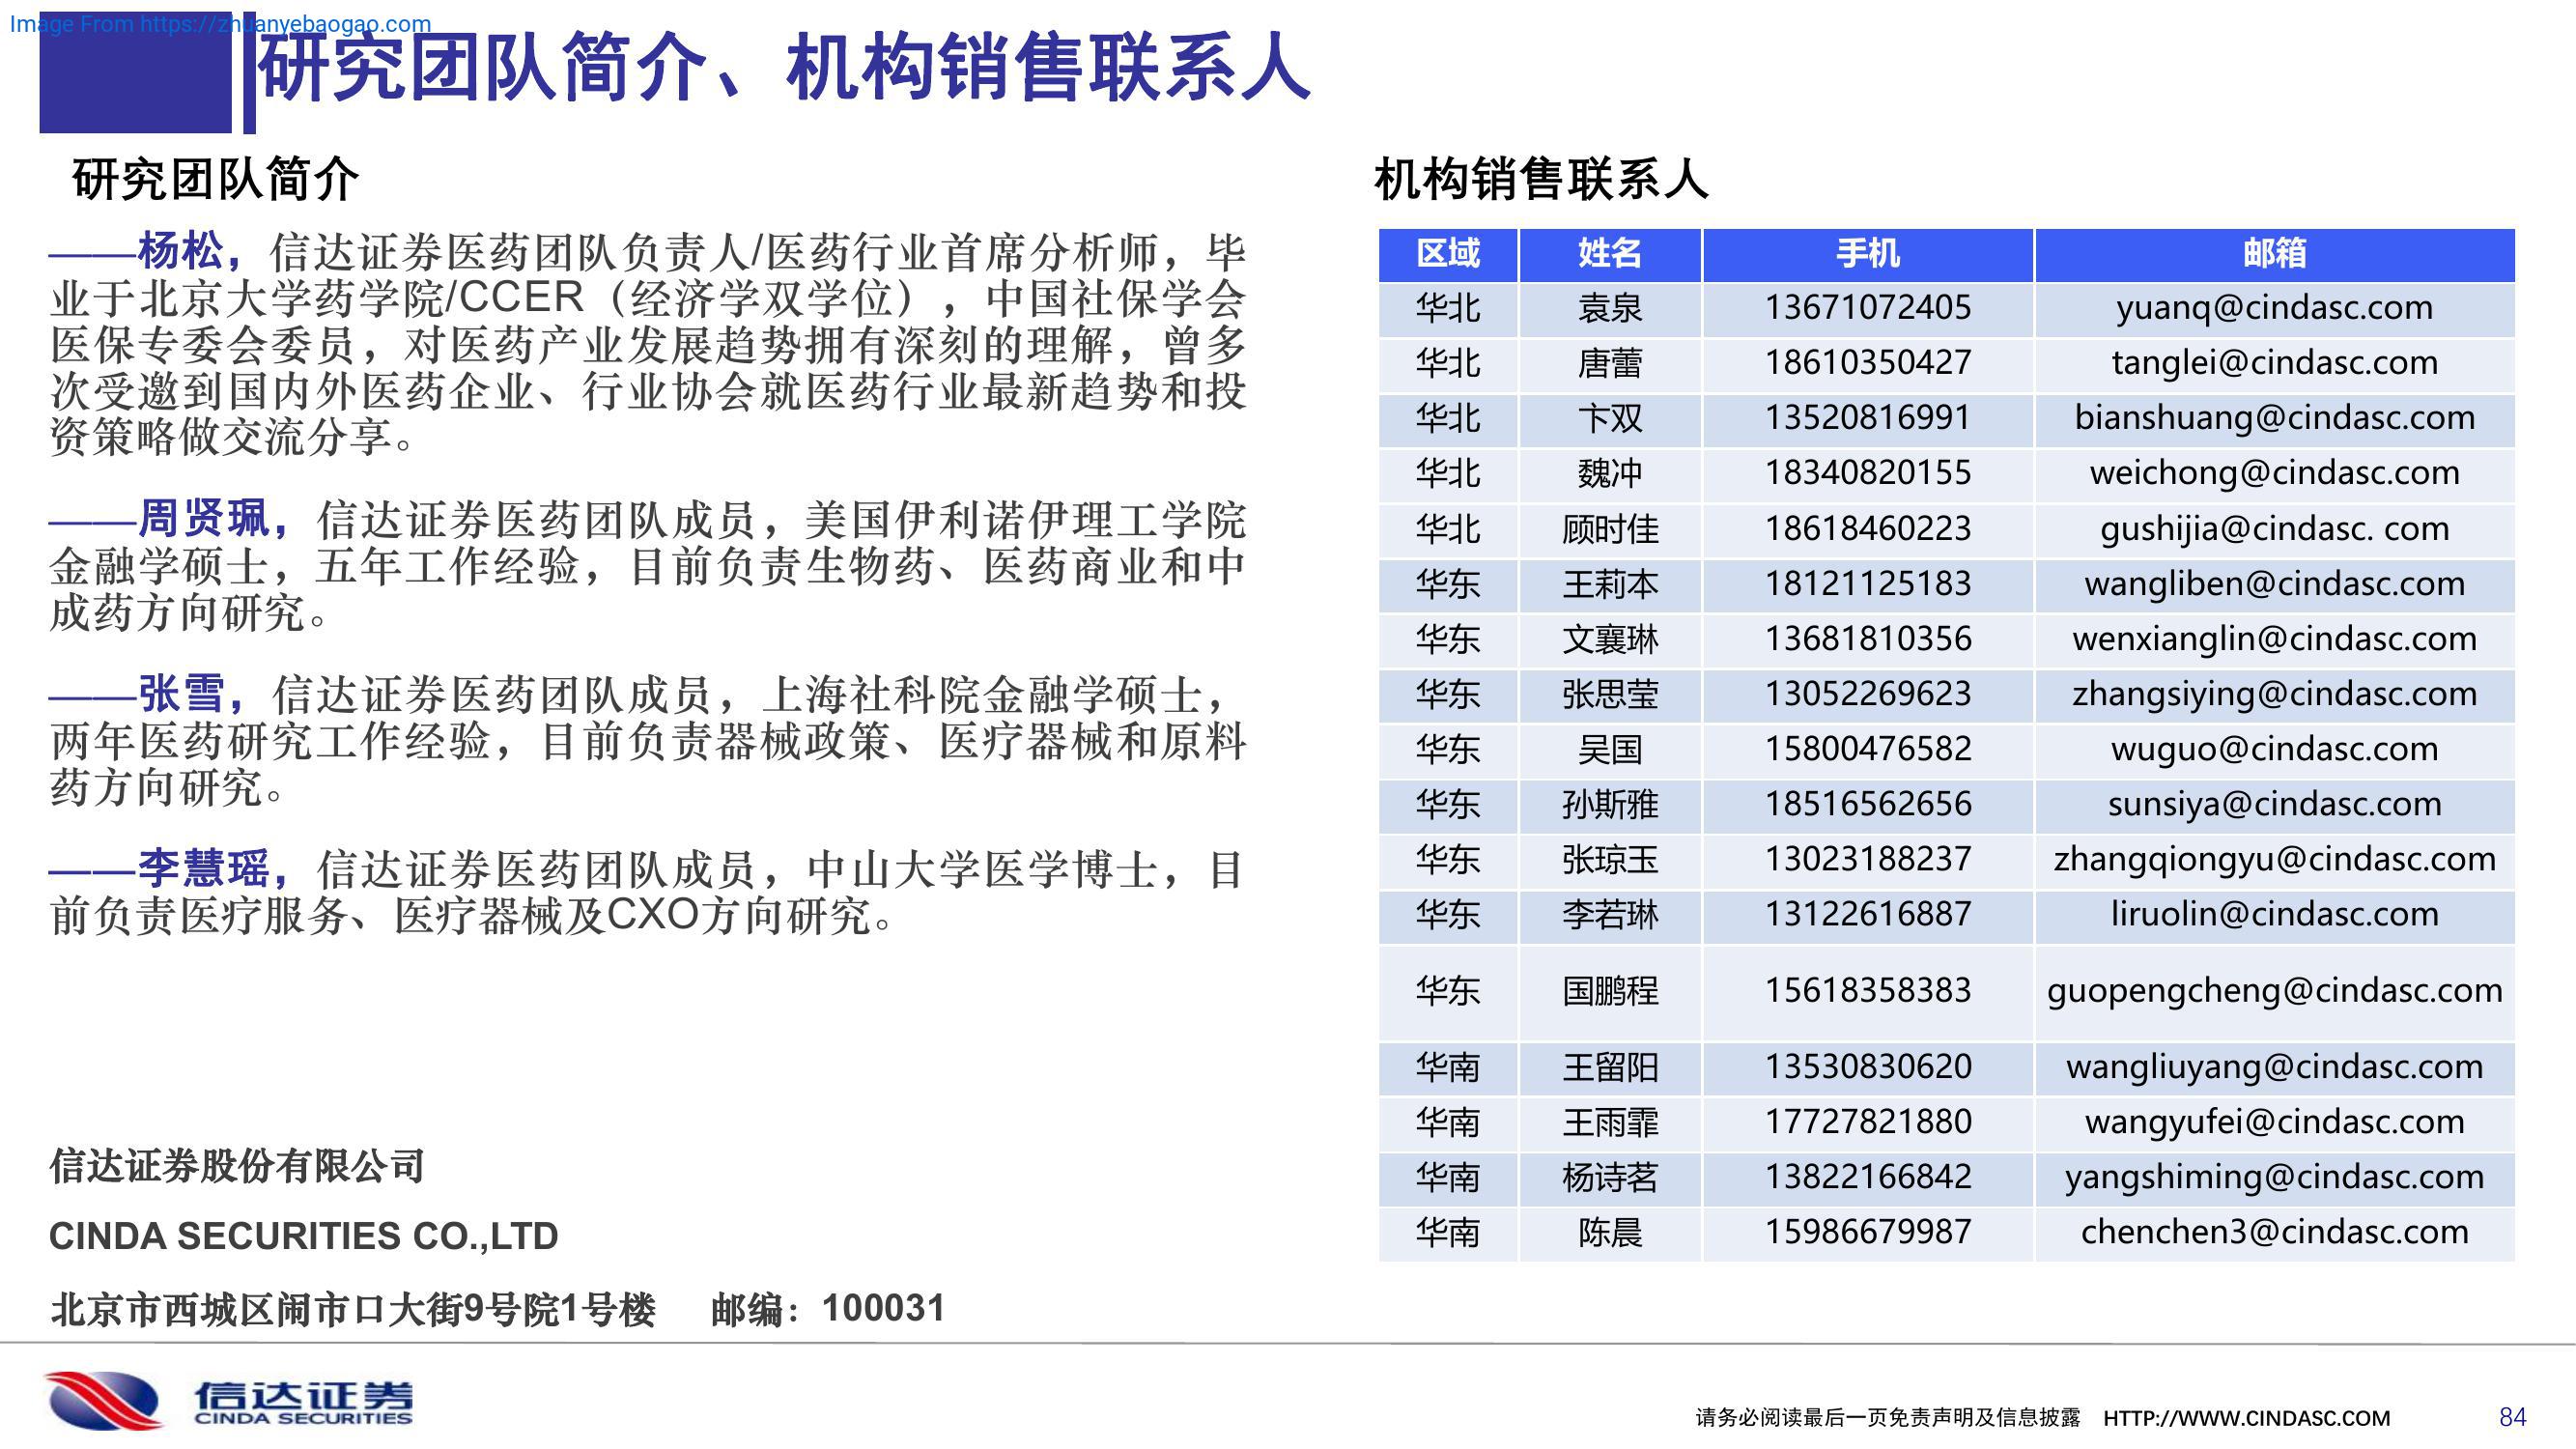 Image From https://zhuanyebaogao.com
研究团队简介、机构销售联系人
研究团队简介
——杨松，信达证券医药团队负责人/医药行业首席分析师，毕
业于北京大学药学院/CCER（经济学双学位），中国社保学会
医保专委会委员，对医药产业发展趋势拥有深刻的理解，曾多
次受邀到国内外医药企业、行业协会就医药行业最新趋势和投
资策略做交流分享。
——周贤珮，信达证券医药团队成员，美国伊利诺伊理工学院
金融学硕士，五年工作经验，目前负责生物药、医药商业和中
成药方向研究。
——张雪，信达证券医药团队成员，上海社科院金融学硕士，
两年医药研究工作经验，目前负责器械政策、医疗器械和原料
药方向研究。
——李慧瑶，信达证券医药团队成员，中山大学医学博士，目
前负责医疗服务、医疗器械及CXO方向研究。
信达证券股份有限公司
CINDA SECURITIES CO.,LTD
北京市西城区闹市口大街9号院1号楼 邮编：100031
机构销售联系人
区域 姓名 手机 邮箱
华北 袁泉 13671072405 yuanq@cindasc.com
华北 唐蕾 18610350427 tanglei@cindasc.com
华北 卞双 13520816991 bianshuang@cindasc.com
华北 魏冲 18340820155 weichong@cindasc.com
华北 顾时佳 18618460223 gushijia@cindasc. com
华东 王莉本 18121125183 wangliben@cindasc.com
华东 文襄琳 13681810356 wenxianglin@cindasc.com
华东 张思莹 13052269623 zhangsiying@cindasc.com
华东 吴国 15800476582 wuguo@cindasc.com
华东 孙斯雅 18516562656 sunsiya@cindasc.com
华东 张琼玉 13023188237 zhangqiongyu@cindasc.com
华东 李若琳 13122616887 liruolin@cindasc.com
华东 国鹏程 15618358383 guopengcheng@cindasc.com
华南 王留阳 13530830620 wangliuyang@cindasc.com
华南 王雨霏 17727821880 wangyufei@cindasc.com
华南 杨诗茗 13822166842 yangshiming@cindasc.com
华南 陈晨 15986679987 chenchen3@cindasc.com
信达证券
CINDA SECURITIES
请务必阅读最后一页免责声明及信息披露 HTTP://WWW.CINDASC.COM 84